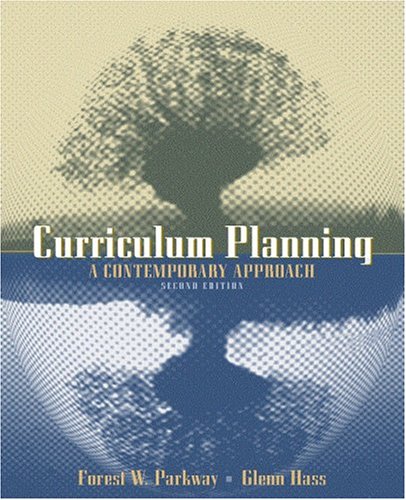 Curriculum Planning
A CONTEMPORARY APPROACH
SECOND EDITION
Forest W. Parkway ▪ Glenn Hass